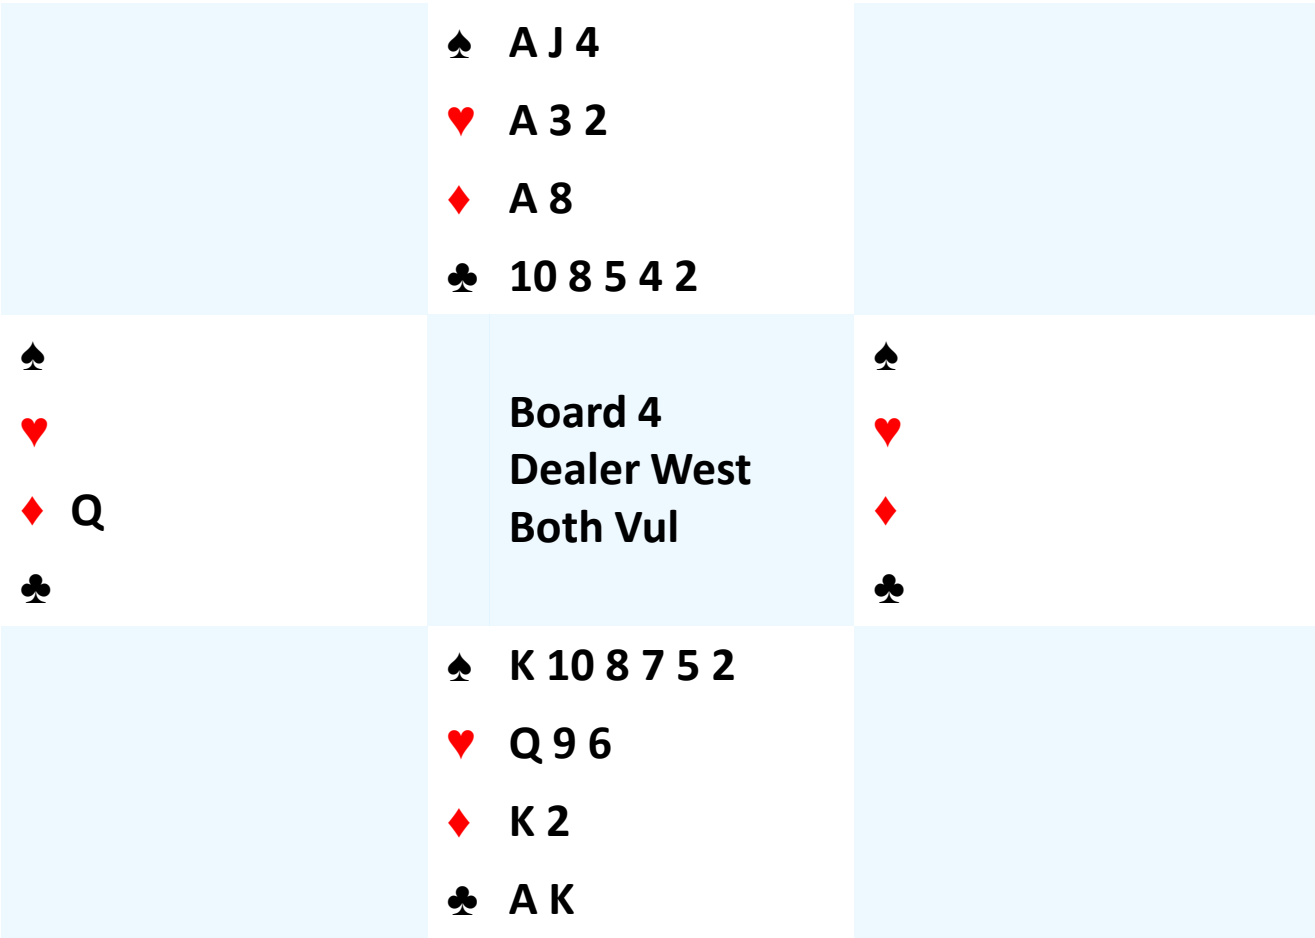 ♠ A J 4
♥ A 3 2
♦ A 8
♣ 10 8 5 4 2
♠
♥
♦ Q
♣
Board 4
Dealer West
Both Vul
♠
♥
♦
♣
♠ K 10 8 7 5 2
♥ Q 9 6
♦ K 2
♣ A K